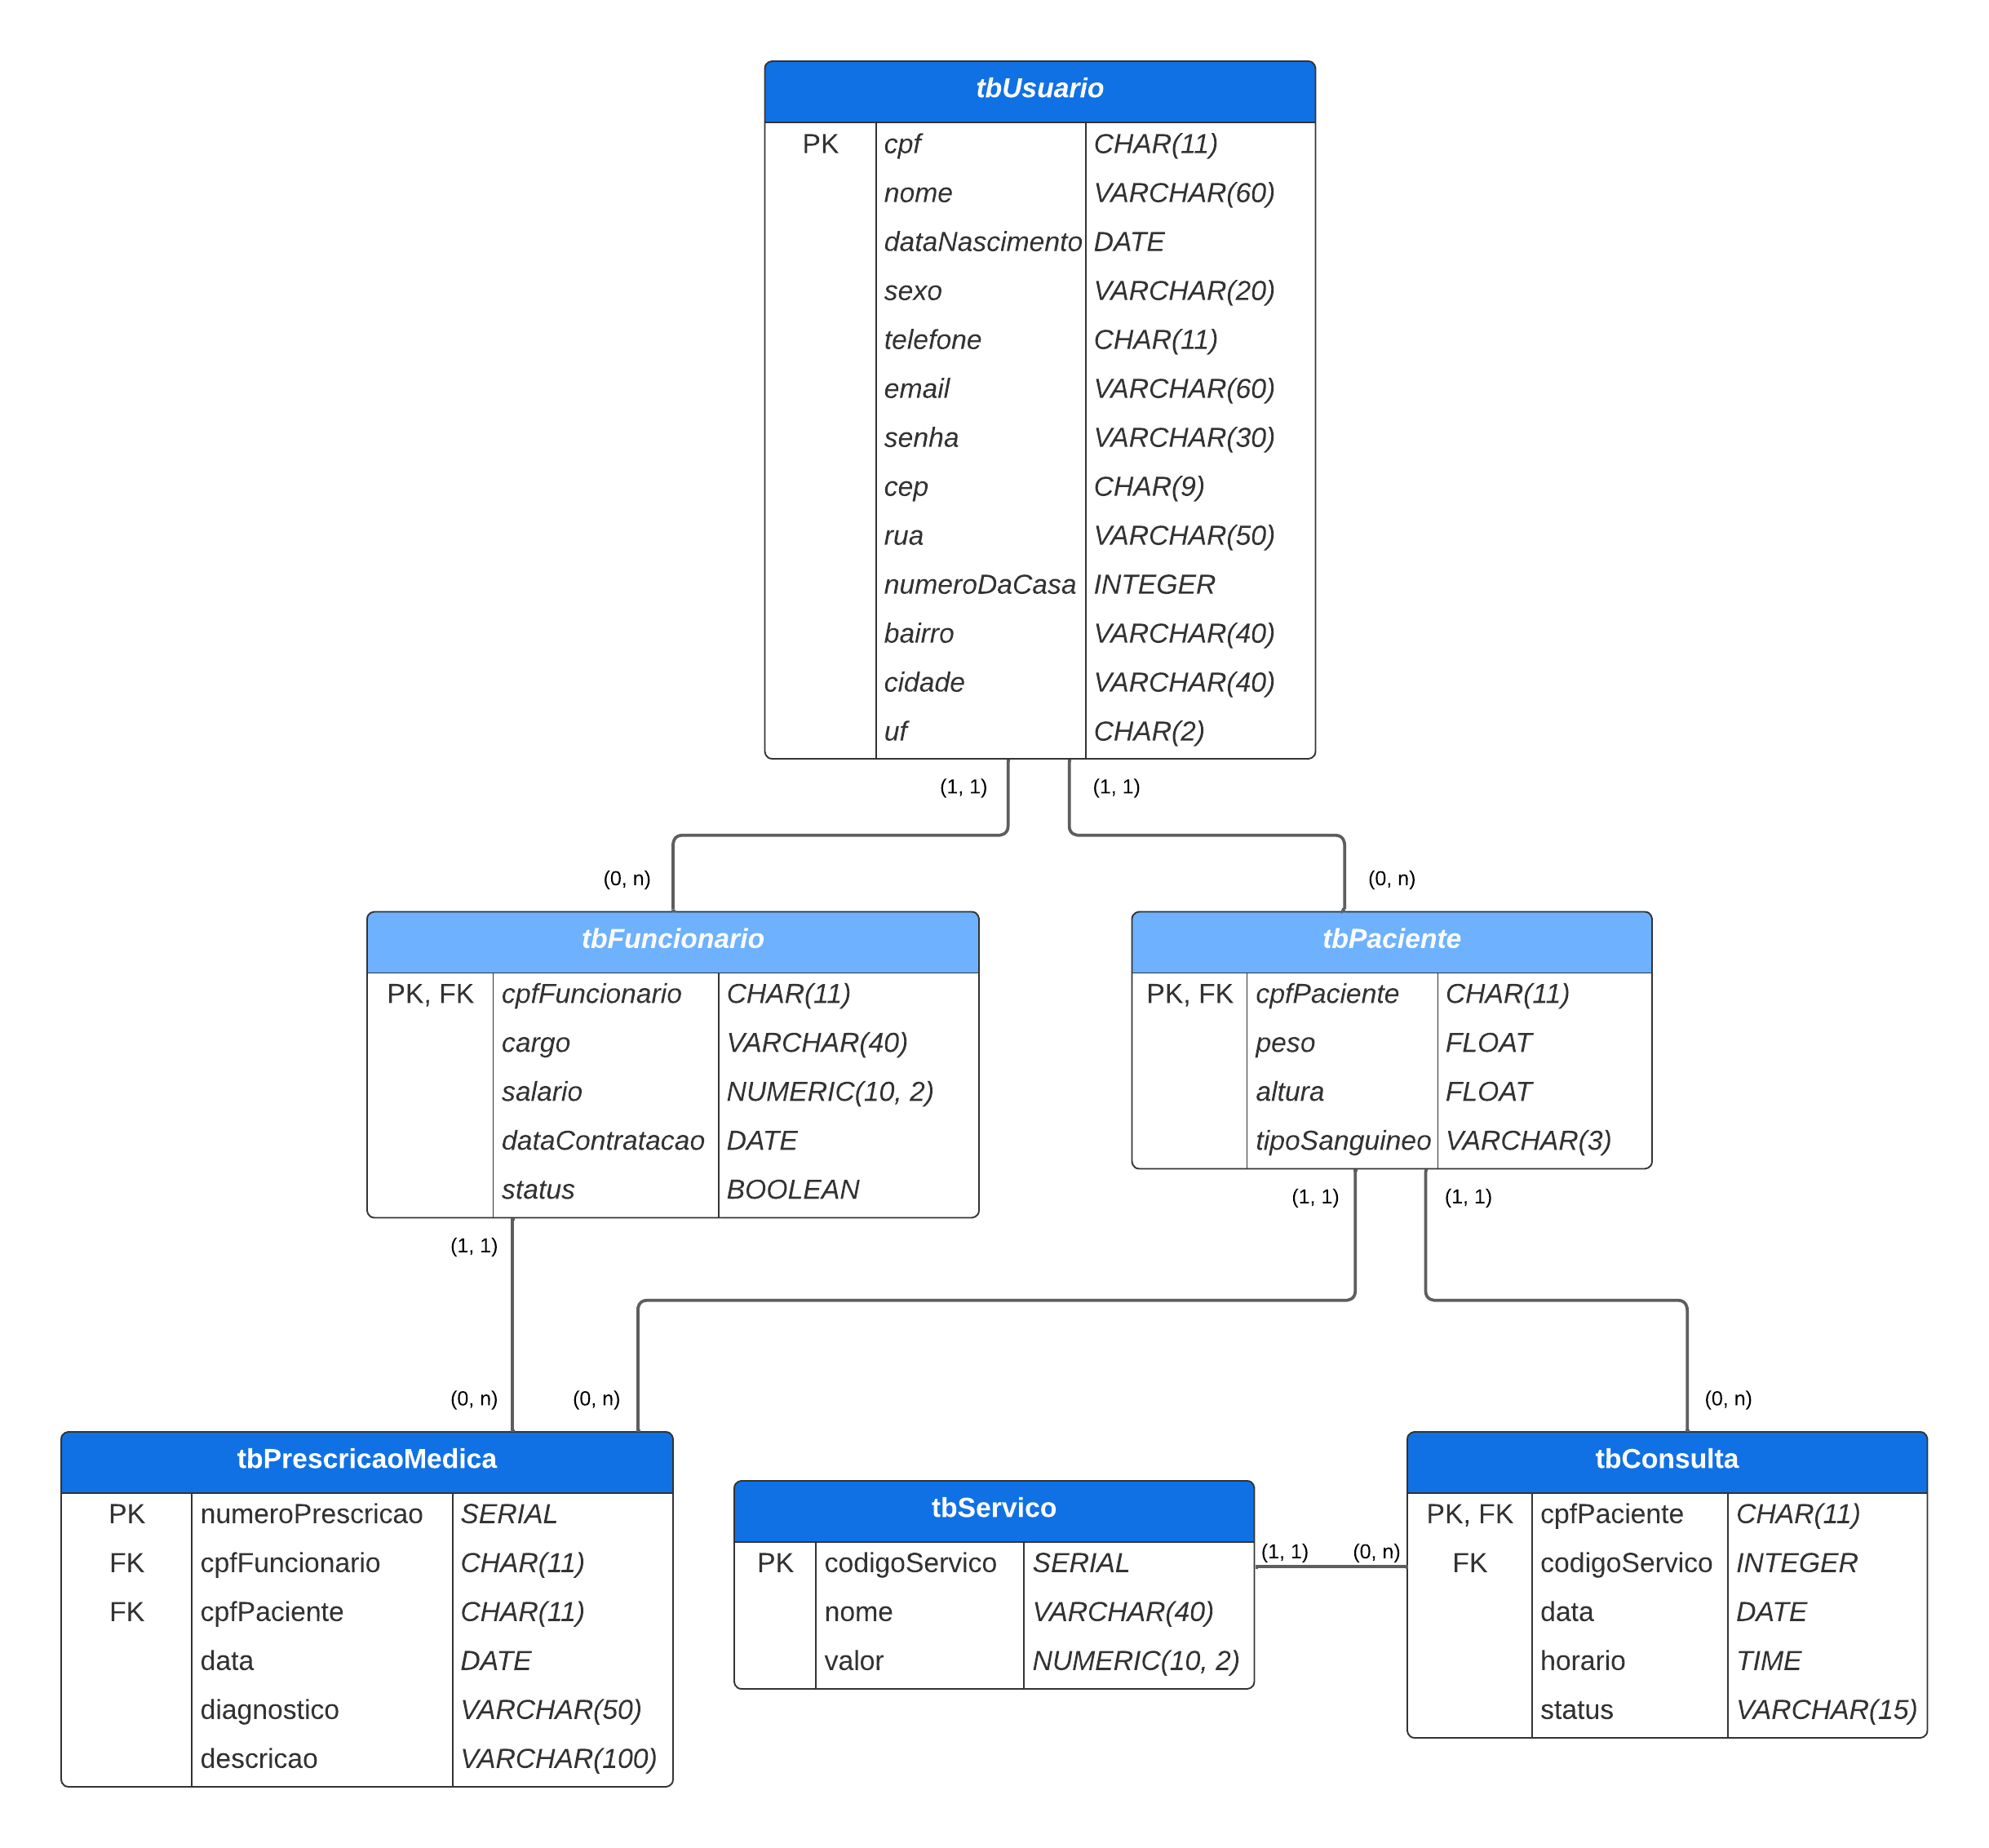 tbUsuario
PK cpf CHAR(11)
nome VARCHAR(60)
dataNascimento DATE
sexo VARCHAR(20)
telefone CHAR(11)
email VARCHAR(60)
senha VARCHAR(30)
cep CHAR(9)
rua VARCHAR(50)
numeroDaCasa INTEGER
bairro VARCHAR(40)
cidade VARCHAR(40)
uf CHAR(2)
(1, 1) (1, 1)
(0, n) (0, n)
tbFuncionario
PK, FK cpfFuncionario CHAR(11)
cargo VARCHAR(40)
salario NUMERIC(10, 2)
dataContratacao DATE
status BOOLEAN
tbPaciente
PK, FK cpfPaciente CHAR(11)
peso FLOAT
altura FLOAT
tipoSanguineo VARCHAR(3)
(1, 1) (1, 1)
(1, 1)
(0, n) (0, n) (0, n)
tbPrescricaoMedica
PK numeroPrescricao SERIAL
FK cpfFuncionario CHAR(11)
FK cpfPaciente CHAR(11)
data DATE
diagnostico VARCHAR(50)
descricao VARCHAR(100)
tbServico
PK codigoServico SERIAL
nome VARCHAR(40)
valor NUMERIC(10, 2)
(1, 1) (0, n)
tbConsulta
PK, FK cpfPaciente CHAR(11)
FK codigoServico INTEGER
data DATE
horario TIME
status VARCHAR(15)